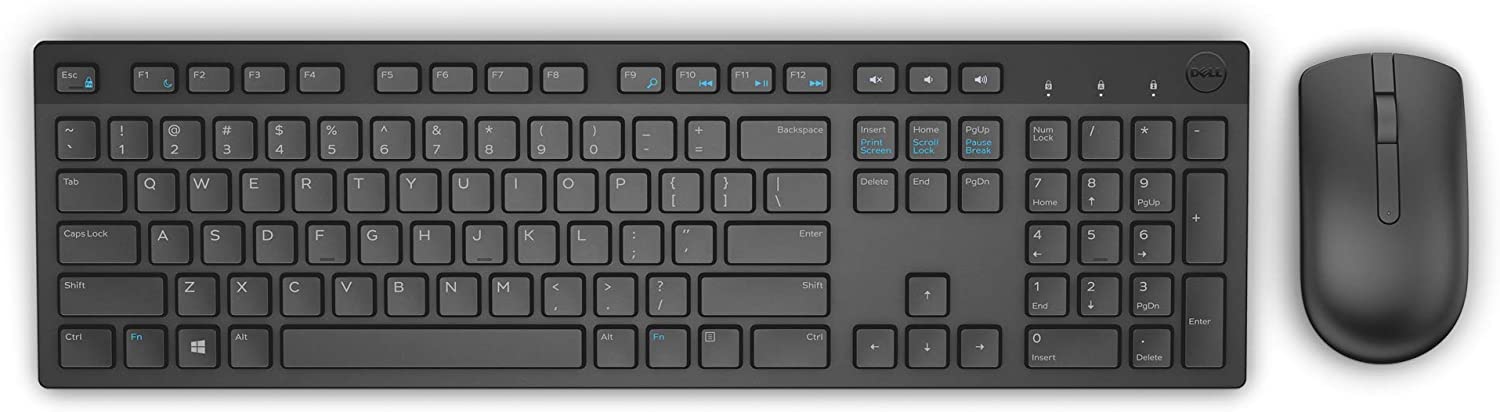 Esc F1 F2 F3 F4 F5 F6 F7 F8 F9 F10 F11 F12 DELL
~ ! @ # $ % ^ & * ( ) _ + Backspace Insert Home PgUp Num / * -
` 1 2 3 4 5 6 7 8 9 0 - = Print Scroll Pause Lock
Screen Lock Break
Tab Q W E R T Y U I O P { } | Delete End PgDn 7 8 9 +
[ ] \ Home ↑ PgUp
Caps Lock A S D F G H J K L : " Enter 4 5 6
; ' ← →
Shift Z X C V B N M < > ? Shift ↑ 1 2 3
, . / End ↓ PgDn
Ctrl Fn Alt Alt Fn Ctrl ← ↓ → 0 . Enter
Insert Delete